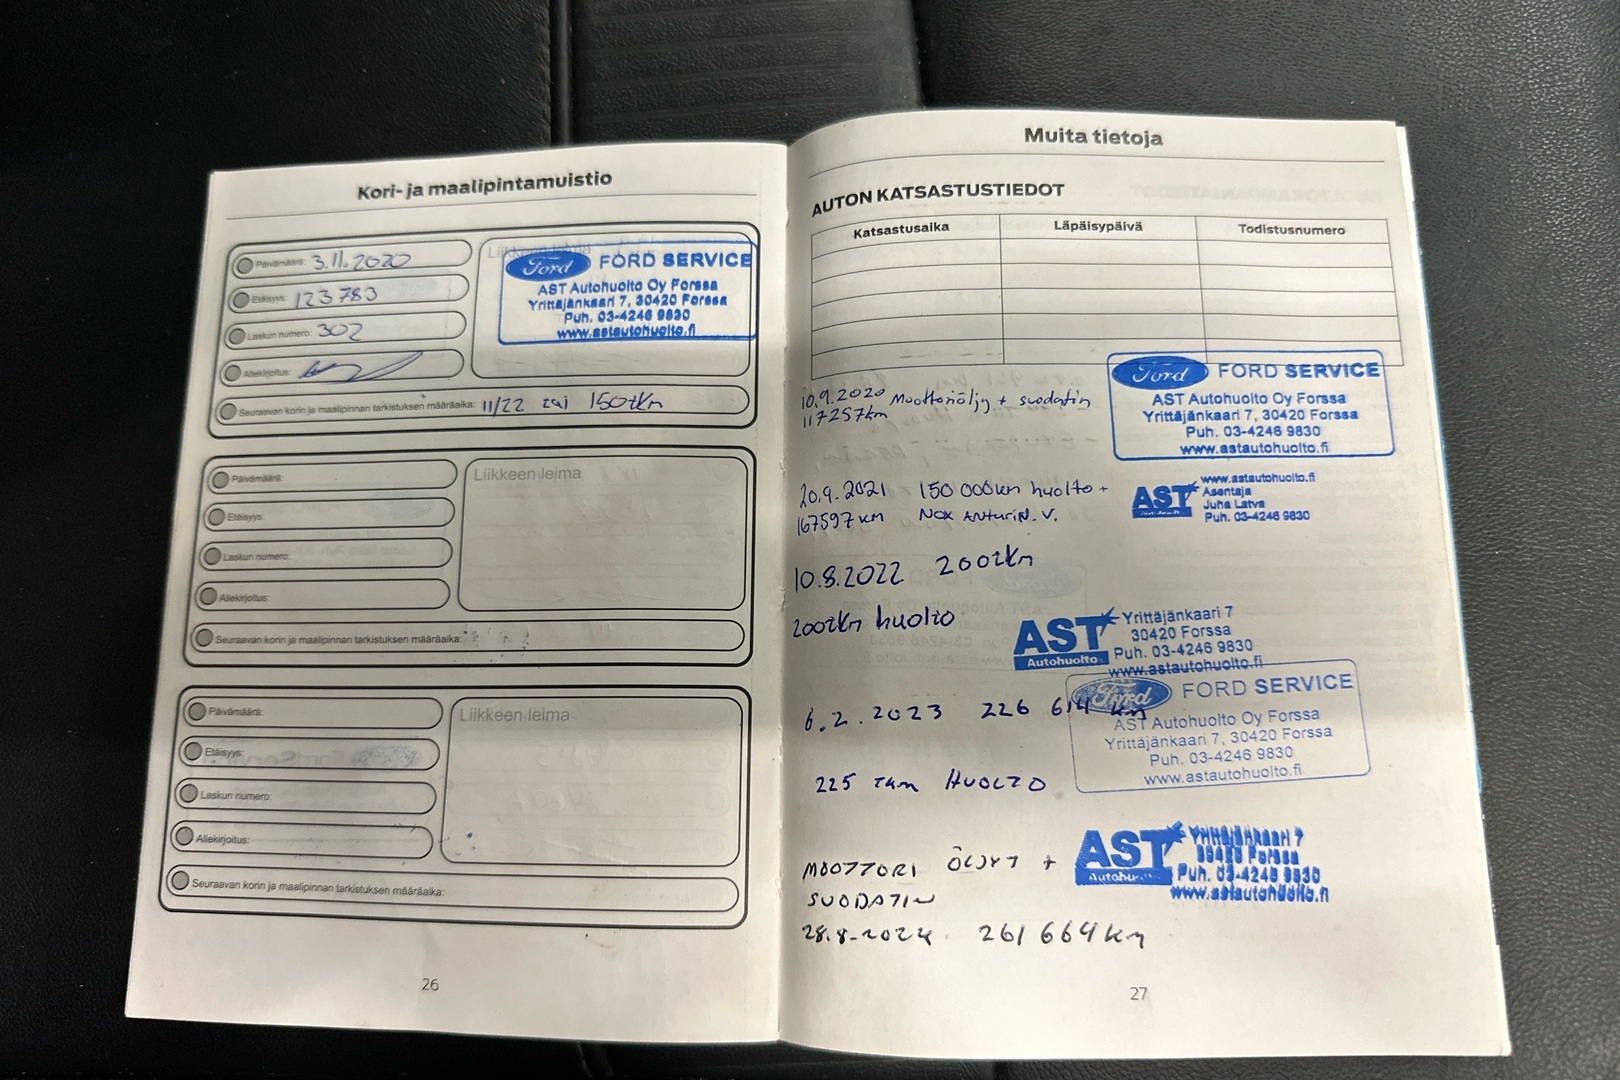 Kori- ja maalipintamuistio
Päivämäärä: 3.11.2020
Etäisyys: 123 783
Laskun numero: 302
Allekirjoitus:
Seuraavan korin ja maalipinnan tarkistuksen määräaika: 11/22 tai 150tkm
Liikkeen leima
Ford FORD SERVICE
AST Autohuolto Oy Forssa
Yrittäjänkaari 7, 30420 Forssa
Puh. 03-4246 9830
www.astautohuolto.fi
Päivämäärä:
Etäisyys:
Laskun numero:
Allekirjoitus:
Seuraavan korin ja maalipinnan tarkistuksen määräaika:
Liikkeen leima
Päivämäärä:
Etäisyys:
Laskun numero:
Allekirjoitus:
Seuraavan korin ja maalipinnan tarkistuksen määräaika:
Liikkeen leima
26
Muita tietoja
AUTON KATSASTUSTIEDOT
Katsastusaika Läpäisypäivä Todistusnumero
10.9.2020 Moottoriöljy + suodatin
117257km
Ford FORD SERVICE
AST Autohuolto Oy Forssa
Yrittäjänkaari 7, 30420 Forssa
Puh. 03-4246 9830
www.astautohuolto.fi
20.9.2021 150 000km huolto +
167597km NOX ANTURIN. V.
AST
www.astautohuolto.fi
Asentaja
Juha Latva
Puh. 03-4246 9830
10.8.2022 200tkm
200tkm huolto
AST Autohuolto
Yrittäjänkaari 7
30420 Forssa
Puh. 03-4246 9830
www.astautohuolto.fi
6.2.2023 226 614 km
225 tkm HUOLTO
Ford FORD SERVICE
AST Autohuolto Oy Forssa
Yrittäjänkaari 7, 30420 Forssa
Puh. 03-4246 9830
www.astautohuolto.fi
MOOTTORI ÖLJYT +
SUODATIN
28.8.2024 261 664 km
AST
Yrittäjänkaari 7
30420 Forssa
Puh. 03-4246 9830
www.astautohuolto.fi
27